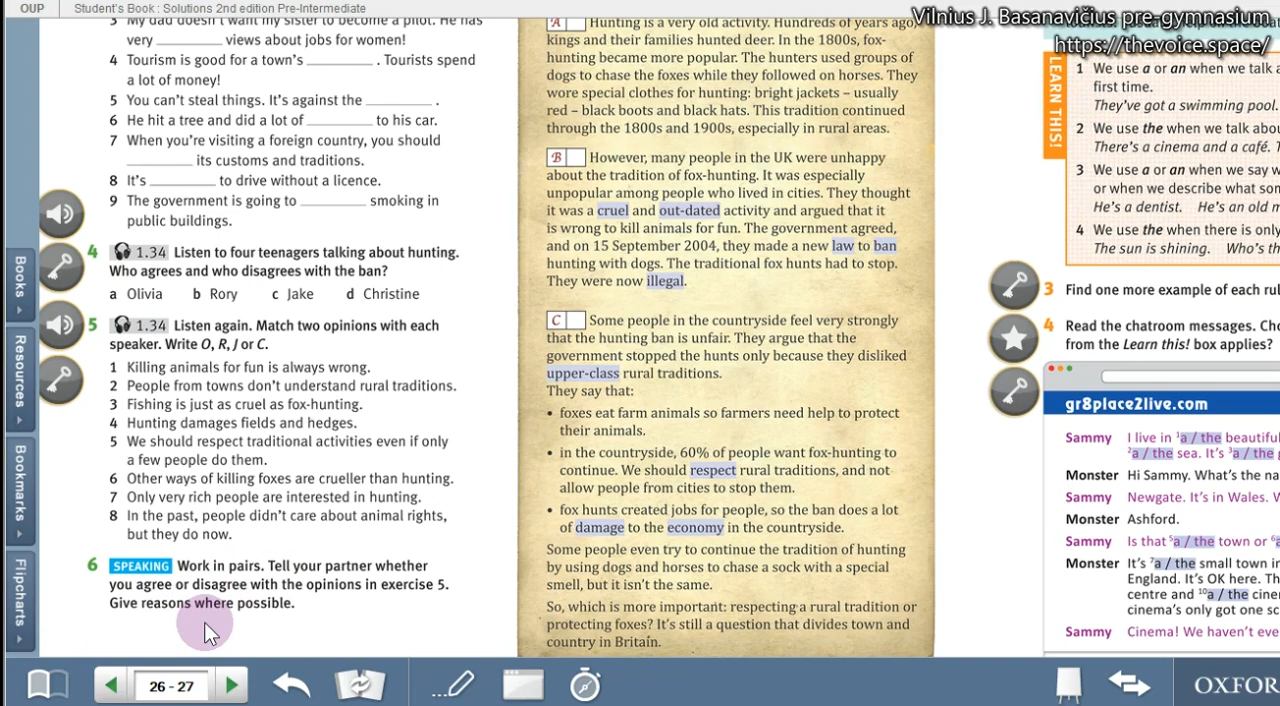 OUP
Student's Book : Solutions 2nd edition Pre-Intermediate
Vilnius J. Basanavičius pre-gymnasium
https://thevoice.space/
3 My dad doesn't want my sister to become a pilot. He has
very ________ views about jobs for women!
4 Tourism is good for a town's ________ . Tourists spend
a lot of money!
5 You can't steal things. It's against the ________ .
6 He hit a tree and did a lot of ________ to his car.
7 When you're visiting a foreign country, you should
________ its customs and traditions.
8 It's ________ to drive without a licence.
9 The government is going to ________ smoking in
public buildings.
4 1.34 Listen to four teenagers talking about hunting.
Who agrees and who disagrees with the ban?
a Olivia b Rory c Jake d Christine
5 1.34 Listen again. Match two opinions with each
speaker. Write O, R, J or C.
1 Killing animals for fun is always wrong.
2 People from towns don't understand rural traditions.
3 Fishing is just as cruel as fox-hunting.
4 Hunting damages fields and hedges.
5 We should respect traditional activities even if only
a few people do them.
6 Other ways of killing foxes are crueller than hunting.
7 Only very rich people are interested in hunting.
8 In the past, people didn't care about animal rights,
but they do now.
6 SPEAKING Work in pairs. Tell your partner whether
you agree or disagree with the opinions in exercise 5.
Give reasons where possible.
A Hunting is a very old activity. Hundreds of years ago,
kings and their families hunted deer. In the 1800s, fox-
hunting became more popular. The hunters used groups of
dogs to chase the foxes while they followed on horses. They
wore special clothes for hunting: bright jackets – usually
red – black boots and black hats. This tradition continued
through the 1800s and 1900s, especially in rural areas.
B However, many people in the UK were unhappy
about the tradition of fox-hunting. It was especially
unpopular among people who lived in cities. They thought
it was a cruel and out-dated activity and argued that it
is wrong to kill animals for fun. The government agreed,
and on 15 September 2004, they made a new law to ban
hunting with dogs. The traditional fox hunts had to stop.
They were now illegal.
C Some people in the countryside feel very strongly
that the hunting ban is unfair. They argue that the
government stopped the hunts only because they disliked
upper-class rural traditions.
They say that:
• foxes eat farm animals so farmers need help to protect
their animals.
• in the countryside, 60% of people want fox-hunting to
continue. We should respect rural traditions, and not
allow people from cities to stop them.
• fox hunts created jobs for people, so the ban does a lot
of damage to the economy in the countryside.
Some people even try to continue the tradition of hunting
by using dogs and horses to chase a sock with a special
smell, but it isn't the same.
So, which is more important: respecting a rural tradition or
protecting foxes? It's still a question that divides town and
country in Britain.
LEARN THIS!
1 We use a or an when we talk a
first time.
They've got a swimming pool.
2 We use the when we talk abou
There's a cinema and a café. T
3 We use a or an when we say w
or when we describe what som
He's a dentist. He's an old m
4 We use the when there is only
The sun is shining. Who's th
3 Find one more example of each rul
4 Read the chatroom messages. Cho
from the Learn this! box applies?
gr8place2live.com
Sammy I live in 1a / the beautiful
2a / the sea. It's 3a / the
Monster Hi Sammy. What's the na
Sammy Newgate. It's in Wales. W
Monster Ashford.
Sammy Is that 5a / the town or 6a
Monster It's 7a / the small town in
England. It's OK here. Th
centre and 10a / the cine
cinema's only got one sc
Sammy Cinema! We haven't eve
Books
Resources
Bookmarks
Flipcharts
26 - 27
OXFOR